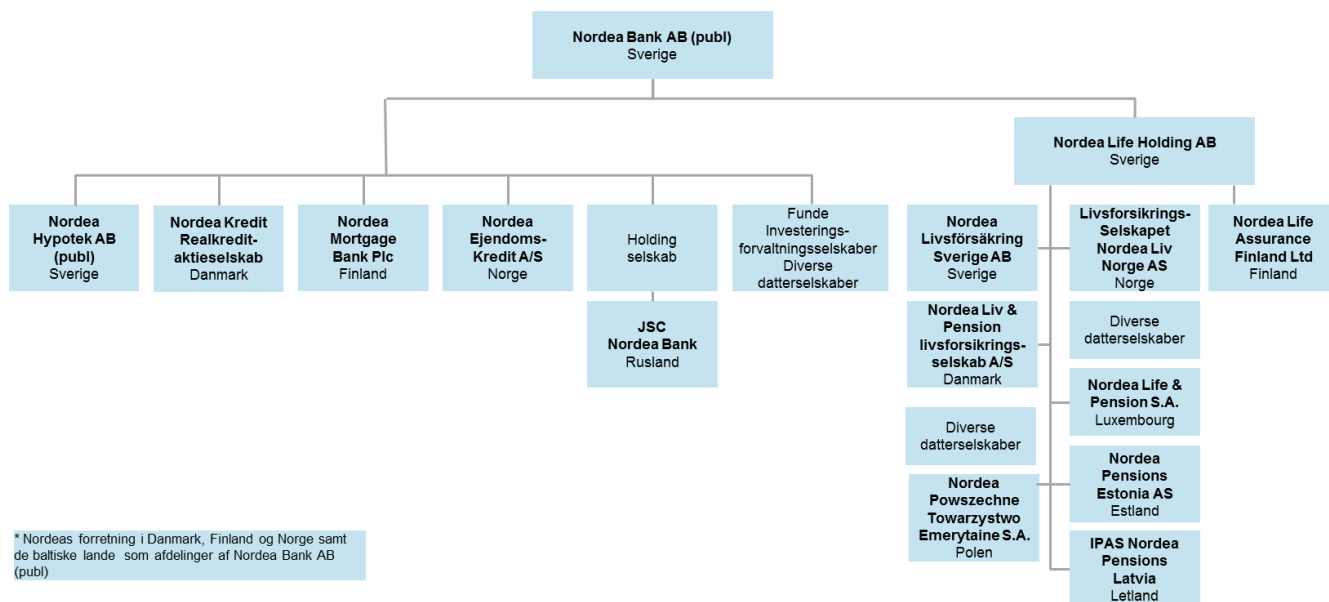 Nordea Bank AB (publ)
Sverige
Nordea Life Holding AB
Sverige
Nordea
Hypotek AB
(publ)
Sverige
Nordea Kredit
Realkredit-
aktieselskab
Danmark
Nordea
Mortgage
Bank Plc
Finland
Nordea
Ejendoms-
Kredit A/S
Norge
Holding
selskab
Funde
Investerings-
forvaltningsselskaber
Diverse
datterselskaber
Nordea
Livsförsäkring
Sverige AB
Sverige
Livsforsikrings-
Selskapet
Nordea Liv
Norge AS
Norge
Nordea Life
Assurance
Finland Ltd
Finland
JSC
Nordea Bank
Rusland
Nordea Liv &
Pension
livsforsikrings-
selskab A/S
Danmark
Diverse
datterselskaber
Nordea Life &
Pension S.A.
Luxembourg
Diverse
datterselskaber
Nordea
Pensions
Estonia AS
Estland
Nordea
Powszechne
Towarzystwo
Emerytaine S.A.
Polen
IPAS Nordea
Pensions
Latvia
Letland
* Nordeas forretning i Danmark, Finland og Norge samt
de baltiske lande som afdelinger af Nordea Bank AB
(publ)